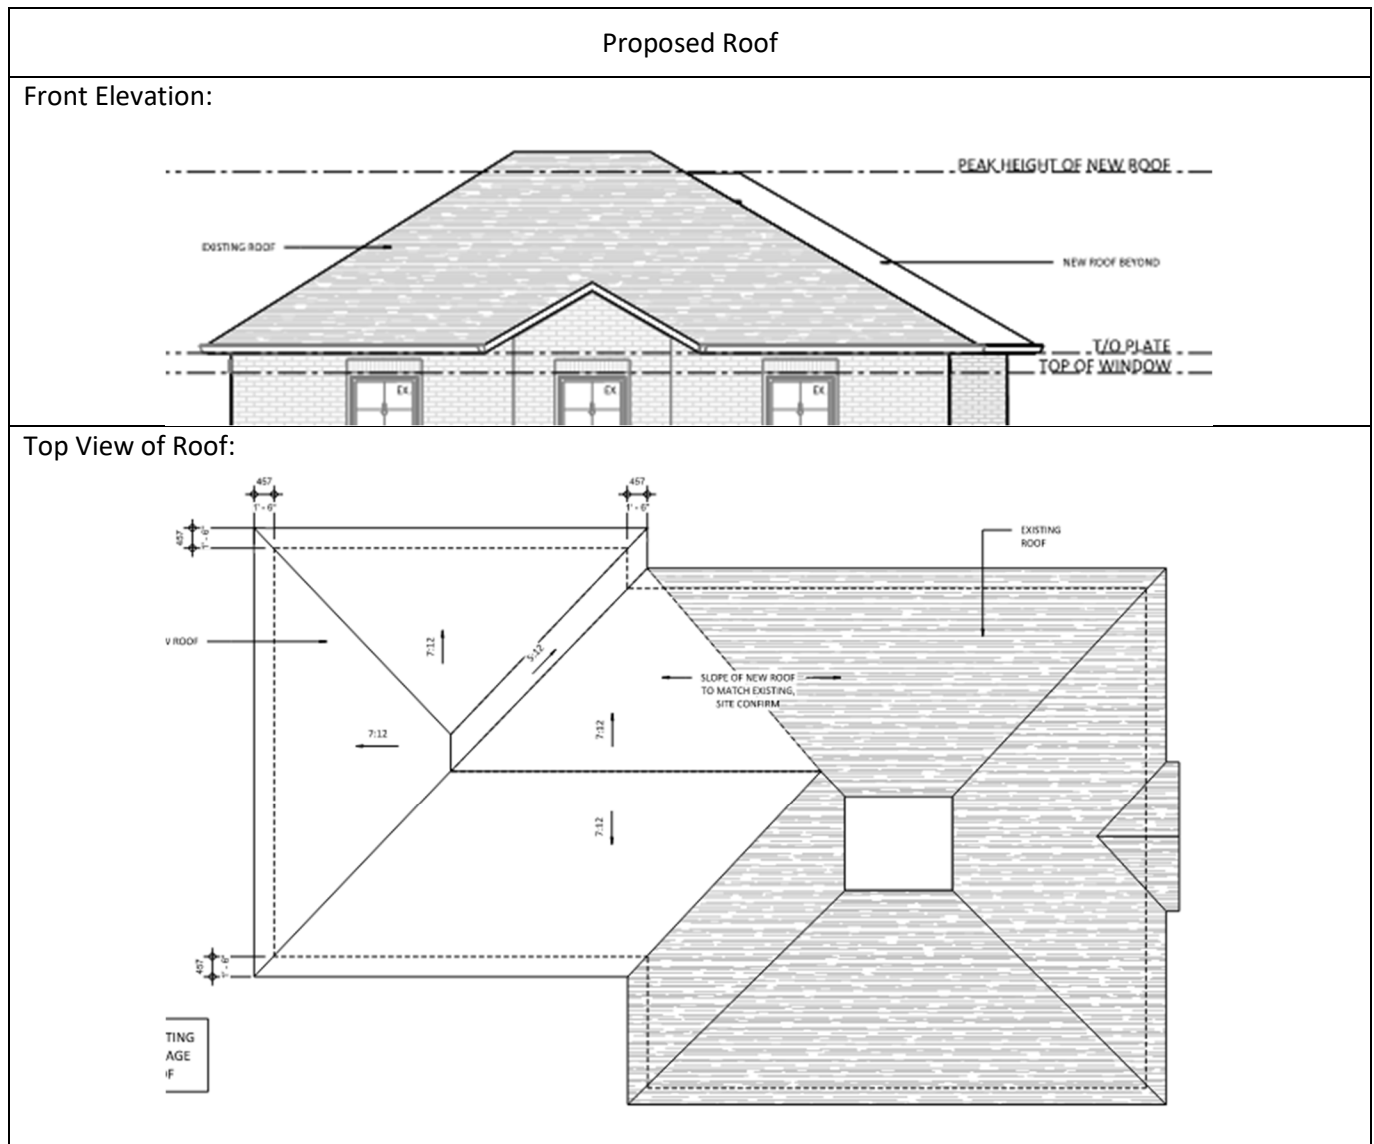 Proposed Roof
Front Elevation:
PEAK HEIGHT OF NEW ROOF
EXISTING ROOF
NEW ROOF BEYOND
T/O PLATE
TOP OF WINDOW
EX.
EX
EX
Top View of Roof:
457
1' - 6"
457
1' - 6"
457
1' - 6"
EXISTING
ROOF
V ROOF
7:12
5:12
SLOPE OF NEW ROOF
TO MATCH EXISTING,
SITE CONFIRM
7:12
7:12
7:12
457
1' - 6"
TING
AGE
OF